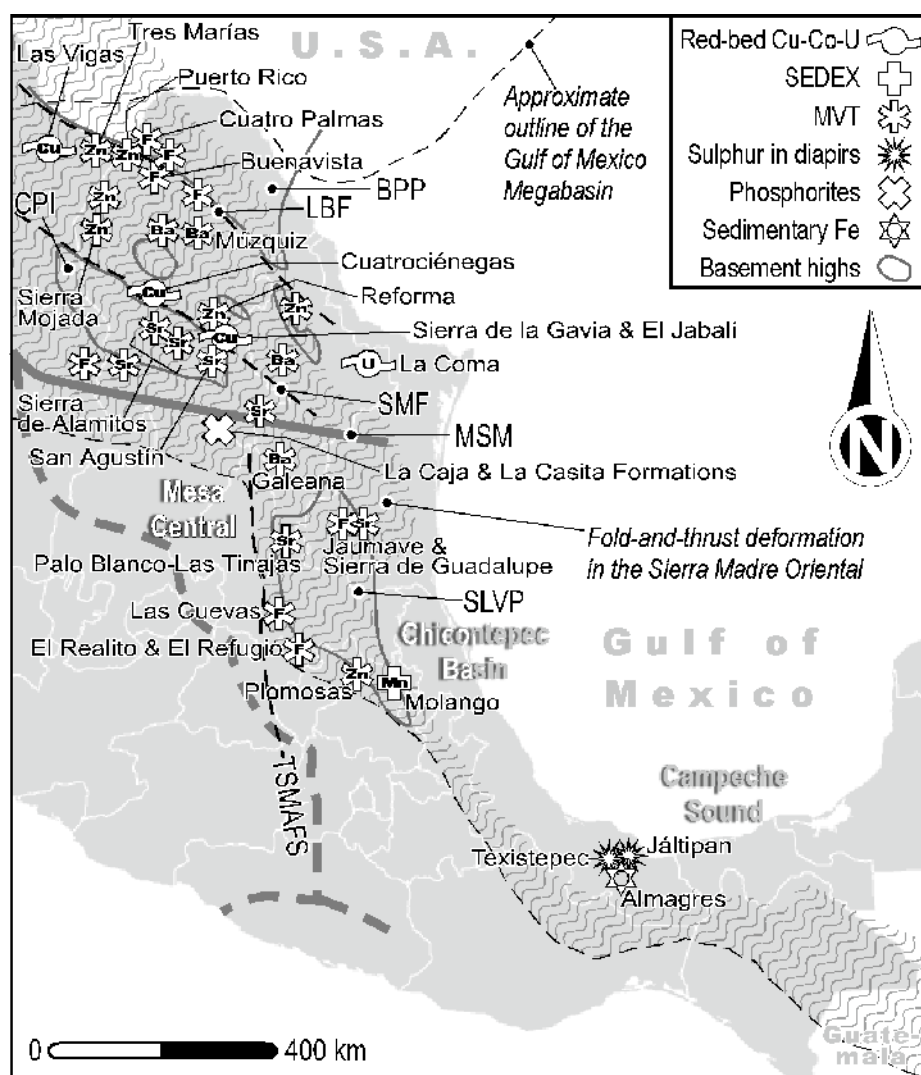 Tres Marías
Las Vigas
U.S.A.
Puerto Rico
Cuatro Palmas
Buenavista
Approximate
outline of the
Gulf of Mexico
Megabasin
Red-bed Cu-Co-U
SEDEX
MVT
Sulphur in diapirs
Phosphorites
Sedimentary Fe
Basement highs
Cu
Zn
Zn
F
F
F
F
BPP
LBF
CPI
Zn
Zn
Ba
Ba
Múzquiz
Cuatrociénegas
Cu
Sierra
Mojada
Zn
Zn
Reforma
Sr
Sr
Cu
Sierra de la Gavia & El Jabalí
F
Sr
Sr
Ba
U
La Coma
Sierra
de Alamitos
SMF
Sr
MSM
San Agustín
Ba
La Caja & La Casita Formations
Galeana
Mesa
Central
N
F
Sr
Sr
Jaumave &
Sierra de Guadalupe
Palo Blanco-Las Tinajas
Fold-and-thrust deformation
in the Sierra Madre Oriental
SLVP
Las Cuevas
F
Chicontepec
Basin
El Realito & El Refugio
F
Gulf of
Mexico
Plomosas
Zn
Mn
Molango
TSMAFS
Campeche
Sound
Texistepec
Jáltipan
Almagres
0
400 km
Guate-
mala